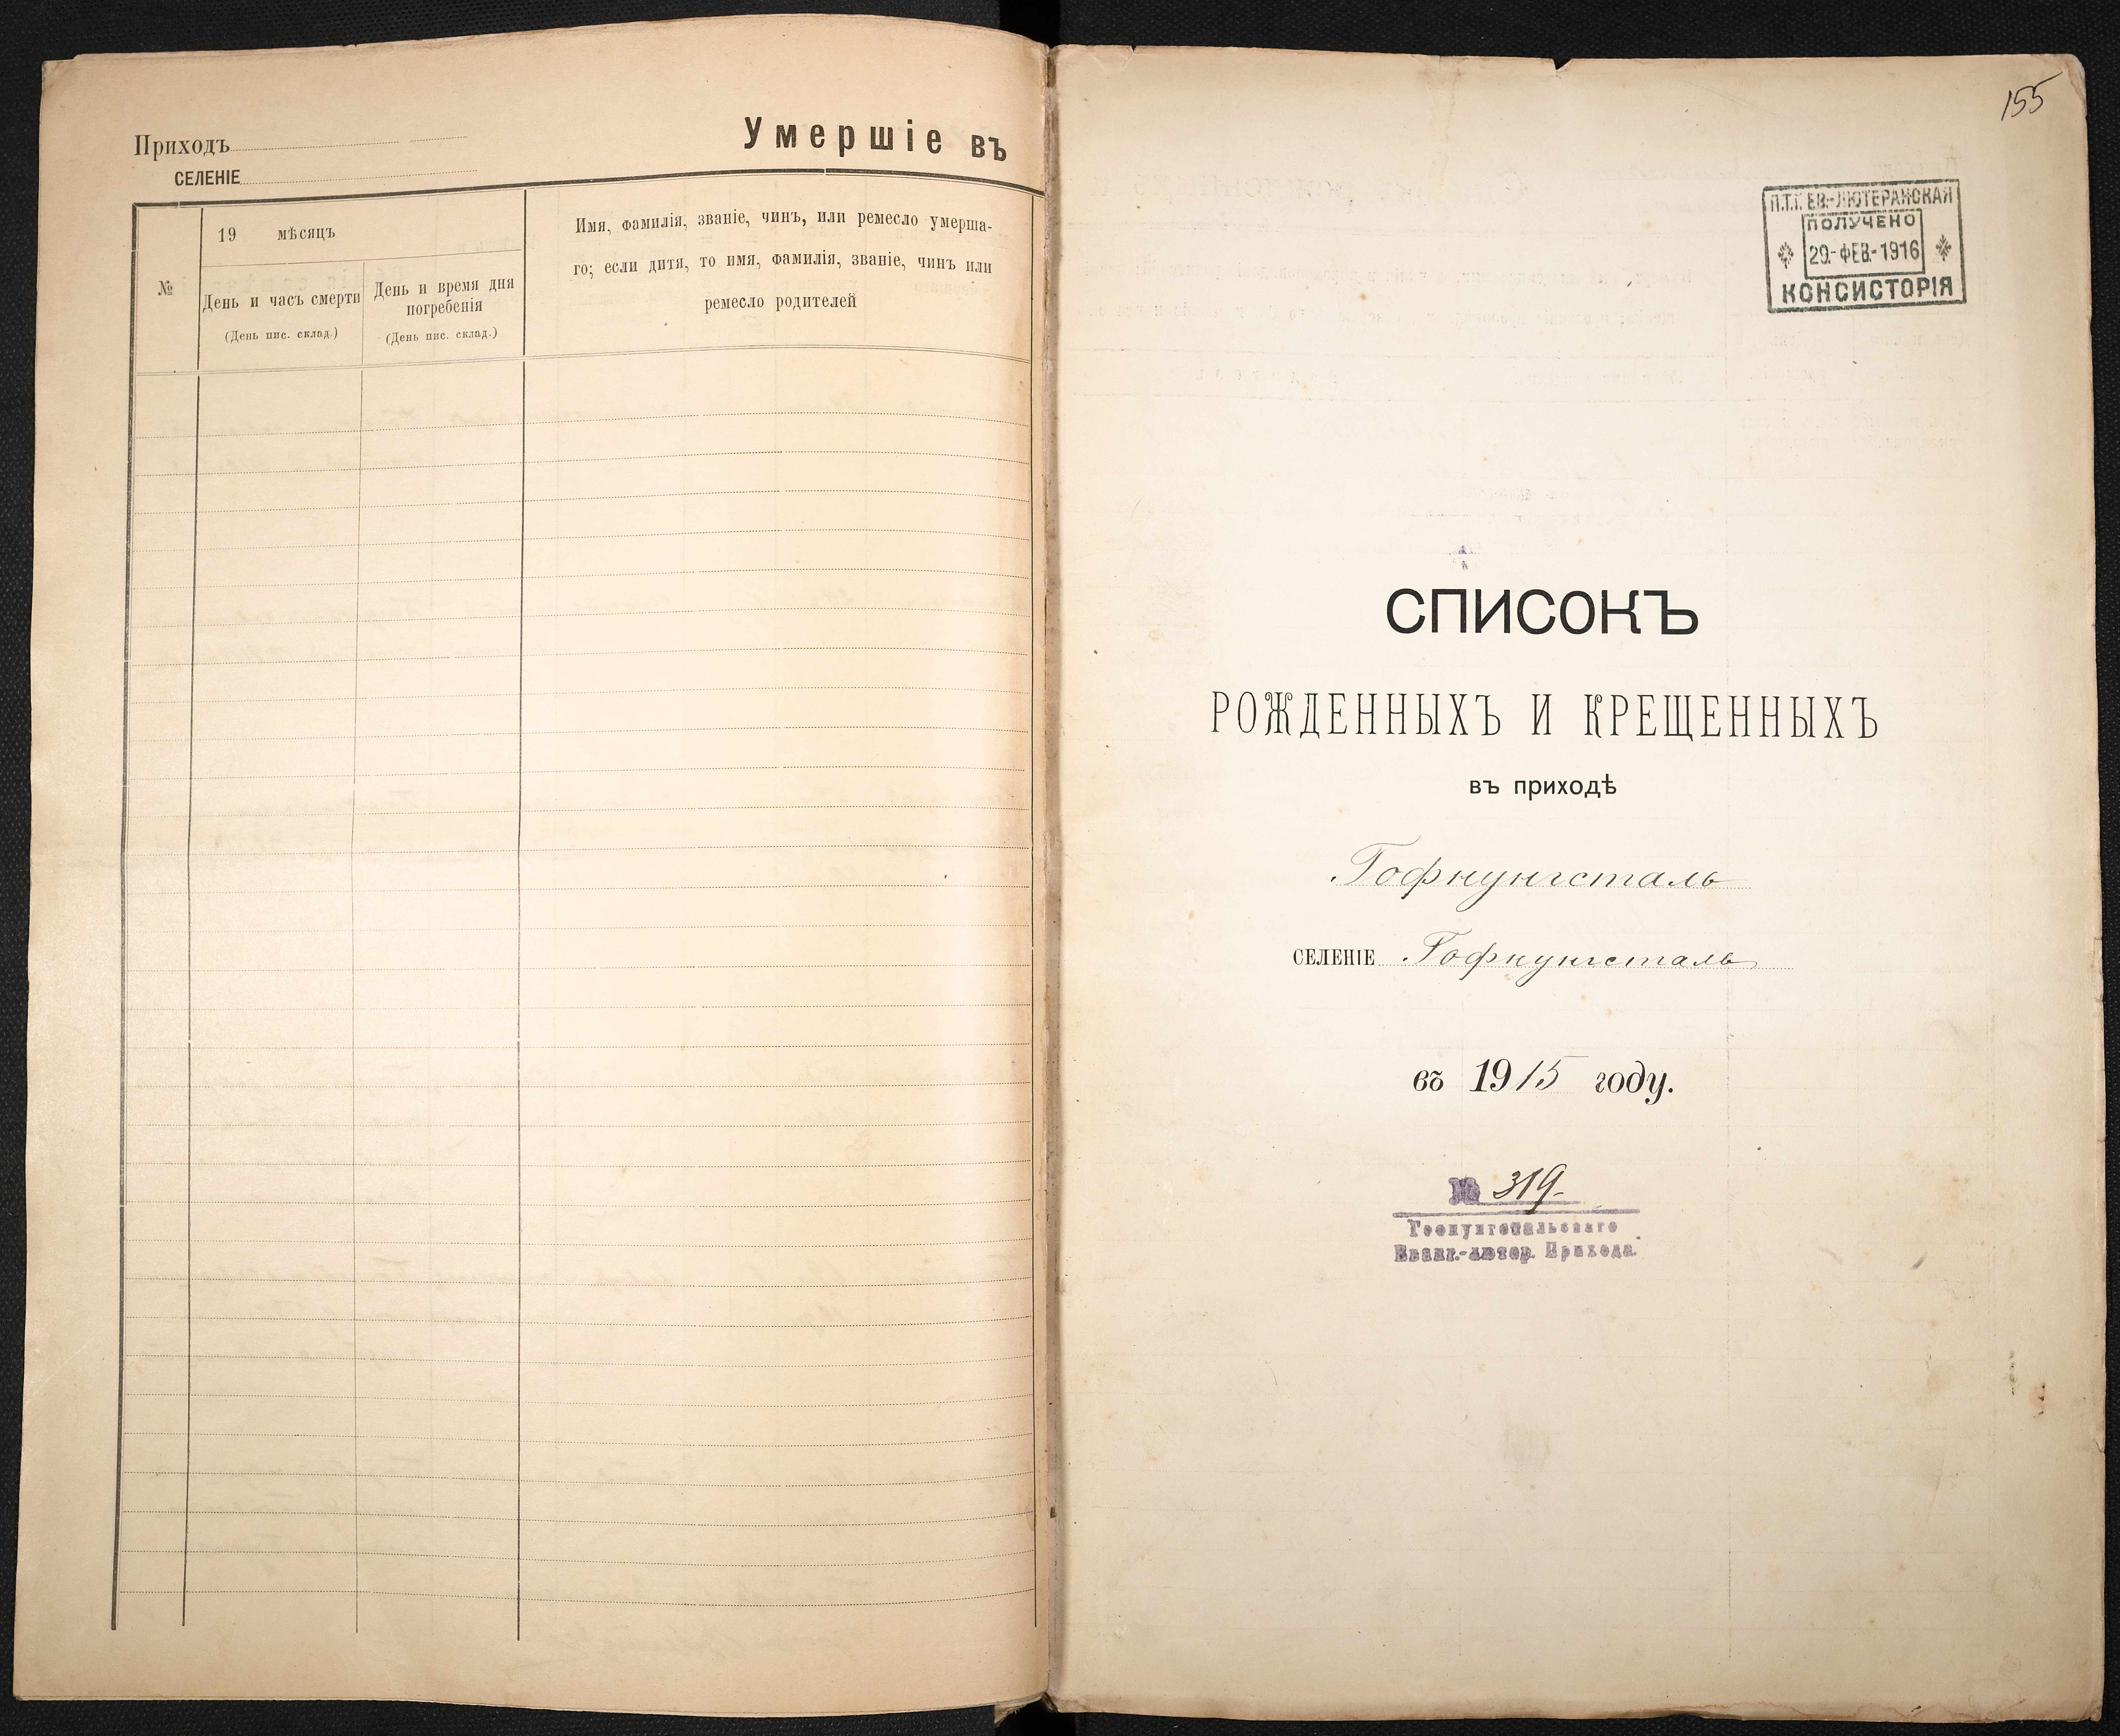 Приходъ
СЕЛЕНІЕ
Умершіе въ
№
19 мѣсяцъ
День и часъ смерти
(День пис. склад.)
День и время дня
погребенія
(День пис. склад.)
Имя, фамилія, званіе, чинъ, или ремесло умерша-
го; если дитя, то имя, фамилія, званіе, чинъ или
ремесло родителей
155
П.Т.Г. ЕВ.-ЛЮТЕРАНСКАЯ
ПОЛУЧЕНО
29.-ФЕВ.-1916
КОНСИСТОРІЯ
СПИСОКЪ
РОЖДЕННЫХЪ И КРЕЩЕННЫХЪ
въ приходѣ
Гофнунгсталь
СЕЛЕНІЕ Гофнунгсталь
въ 1915 году.
№ 319.
Еванг.-лютер. Прихода.